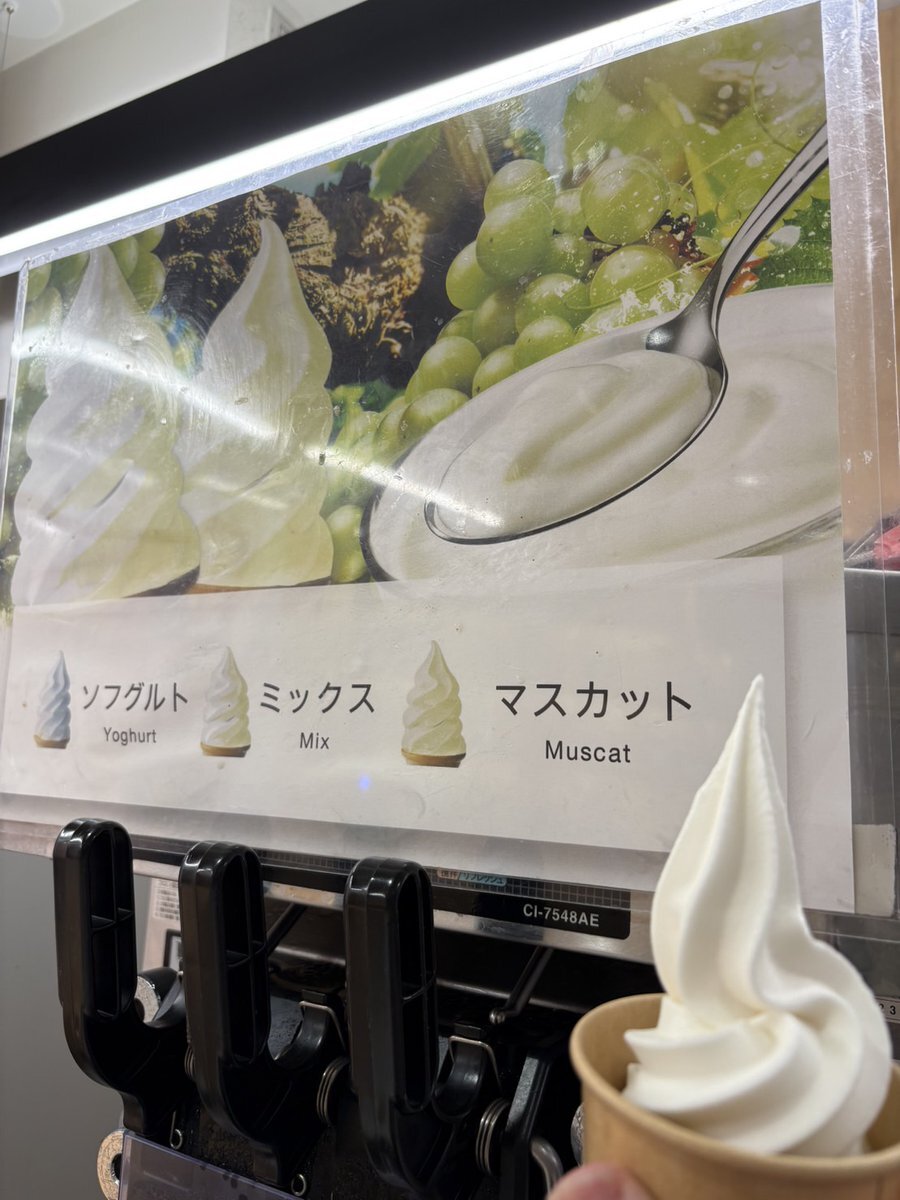 ソフグルト
Yoghurt
ミックス
Mix
マスカット
Muscat
CI-7548AE